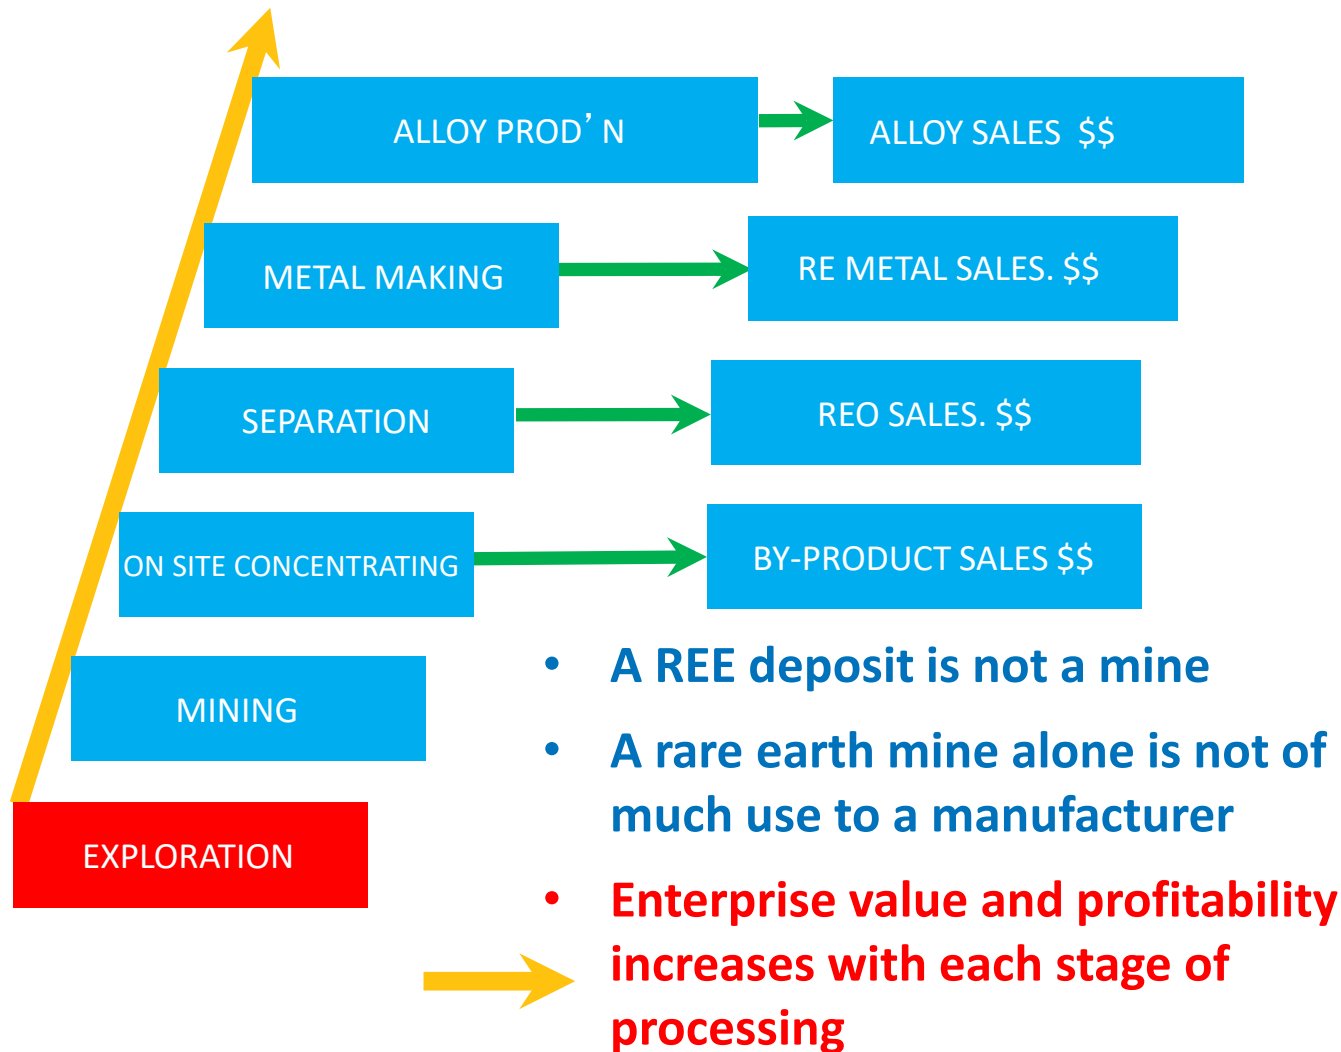 ALLOY PROD’ N
ALLOY SALES $$
METAL MAKING
RE METAL SALES. $$
SEPARATION
REO SALES. $$
ON SITE CONCENTRATING
BY-PRODUCT SALES $$
MINING
EXPLORATION
• A REE deposit is not a mine
• A rare earth mine alone is not of
much use to a manufacturer
• Enterprise value and profitability
increases with each stage of
processing